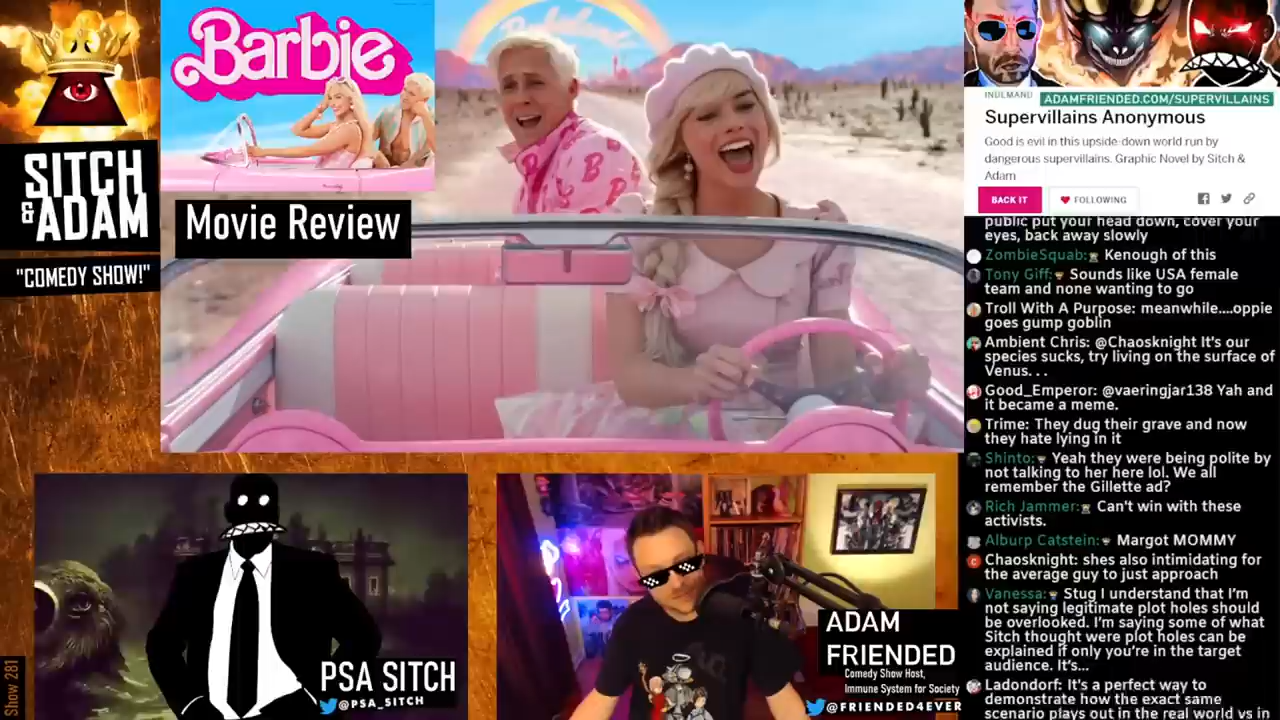 SITCH
& ADAM
"COMEDY SHOW!"
Show 281
Barbie
Movie Review
B
B
PSA SITCH
@PSA_SITCH
ADAM
FRIENDED
Comedy Show Host,
Immune System for Society
@FRIENDED4EVER
INDEMAND
ADAMFRIENDED.COM/SUPERVILLAINS
Supervillains Anonymous
Good is evil in this upside-down world run by
dangerous supervillains. Graphic Novel by Sitch &
Adam
BACK IT
FOLLOWING
public put your head down, cover your
eyes, back away slowly
ZombieSquab: Kenough of this
Tony Giff: Sounds like USA female
team and none wanting to go
Troll With A Purpose: meanwhile....oppie
goes gump goblin
Ambient Chris: @Chaosknight It's our
species sucks, try living on the surface of
Venus. . .
Good_Emperor: @vaeringjar138 Yah and
it became a meme.
Trime: They dug their grave and now
they hate lying in it
Shinto: Yeah they were being polite by
not talking to her here lol. We all
remember the Gillette ad?
Rich Jammer: Can't win with these
activists.
Alburp Catstein: Margot MOMMY
Chaosknight: shes also intimidating for
the average guy to just approach
Vanessa: Stug I understand that I'm
not saying legitimate plot holes should
be overlooked. I'm saying some of what
Sitch thought were plot holes can be
explained if only you're in the target
audience. It's...
Ladondorf: It's a perfect way to
demonstrate how the exact same
scenario plays out in the real world vs in